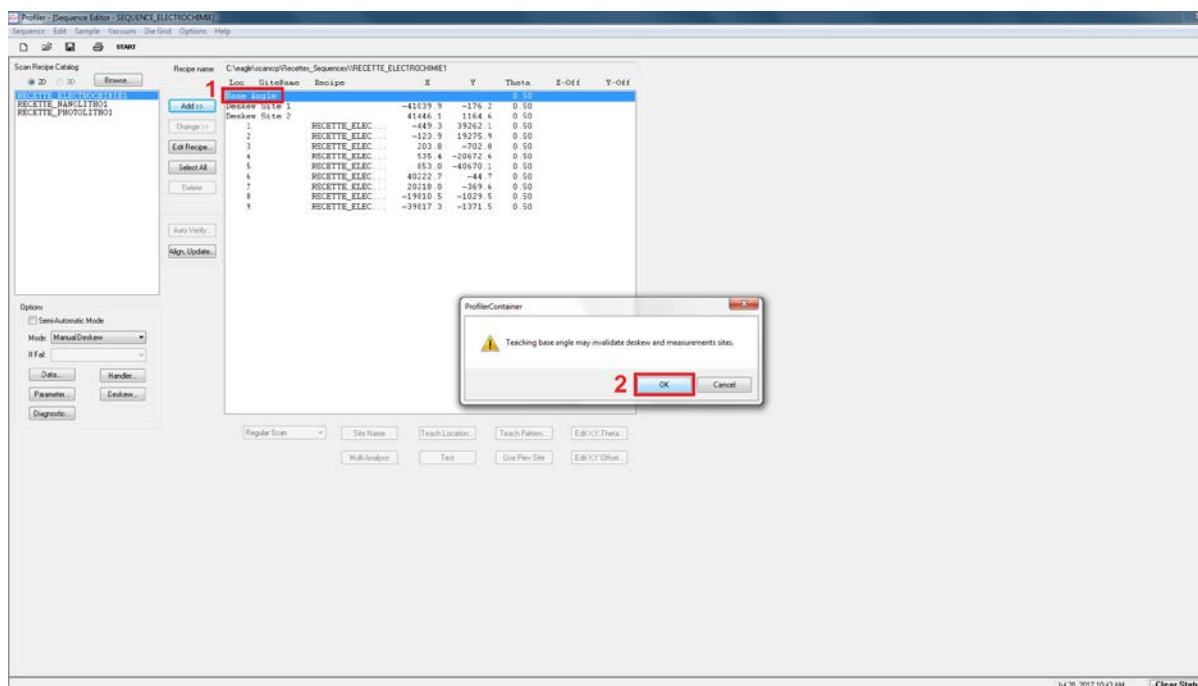 Profiler - [Sequence Editor - SEQUENCE_ELECTROCHIMIE]
Sequence Edit Sample Vacuum Die Grid Options Help
START
Scan Recipe Catalog:
2D 3D Browse...
RECETTE_ELECTROCHIMIE1
RECETTE_NANOLITHO1
RECETTE_PHOTOLITHO1
Recipe name C:\eagle\scanrcp\Recettes_Sequences\\RECETTE_ELECTROCHIMIE1
1
Loc SiteName Recipe X Y Theta X-Off Y-Off
Base Angle 0.50
Deskew Site 1 -41039.9 -176.2 0.50
Deskew Site 2 41446.1 1164.6 0.50
1 RECETTE_ELEC... -449.3 39262.1 0.50
2 RECETTE_ELEC... -123.9 19275.9 0.50
3 RECETTE_ELEC... 203.8 -702.8 0.50
4 RECETTE_ELEC... 535.4 -20672.6 0.50
5 RECETTE_ELEC... 853.0 -40670.1 0.50
6 RECETTE_ELEC... 40222.7 -44.7 0.50
7 RECETTE_ELEC... 20218.0 -369.6 0.50
8 RECETTE_ELEC... -19810.5 -1029.5 0.50
9 RECETTE_ELEC... -39817.3 -1371.5 0.50
Add >>
Change >>
Edit Recipe...
Select All
Delete
Auto Verify...
Align, Update...
Options
Semi-Automatic Mode
Mode: Manual Deskew
If Fail:
Data... Handler...
Parameter... Deskew...
Diagnostic...
ProfilerContainer
Teaching base angle may invalidate deskew and measurements sites.
2 OK Cancel
Regular Scan Site Name Teach Location... Teach Pattern... Edit X,Y,Theta...
Multi Analysis Test Use Prev Site Edit X,Y Offset...
Jul 20, 2017 10:42 AM Clear Stat